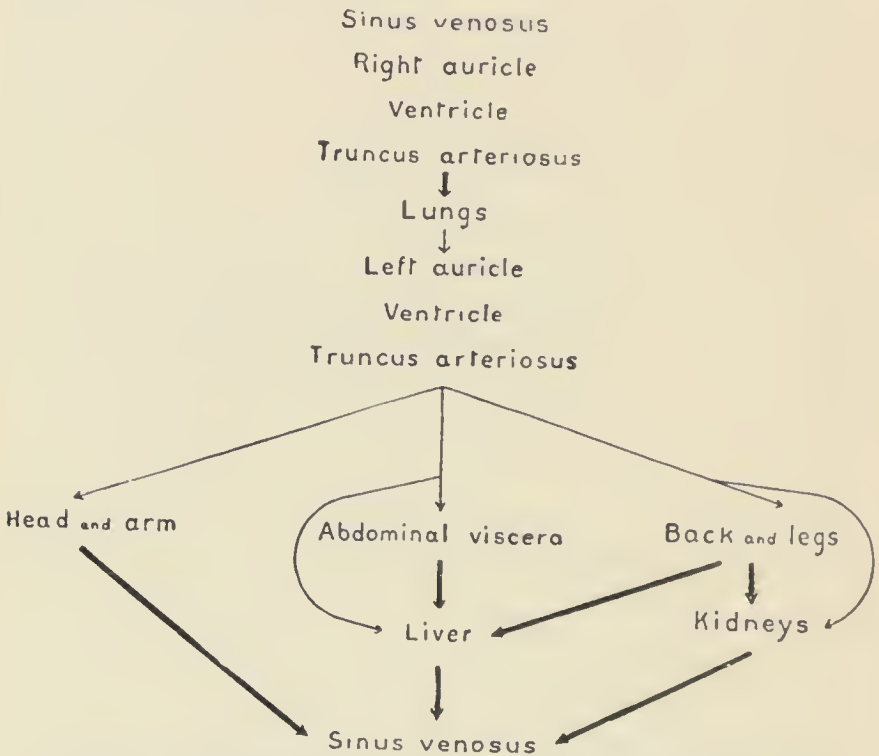 Sinus venosus
Right auricle
Ventricle
Truncus arteriosus
Lungs
Left auricle
Ventricle
Truncus arteriosus
Head and arm
Abdominal viscera
Back and legs
Liver
Kidneys
Sinus venosus